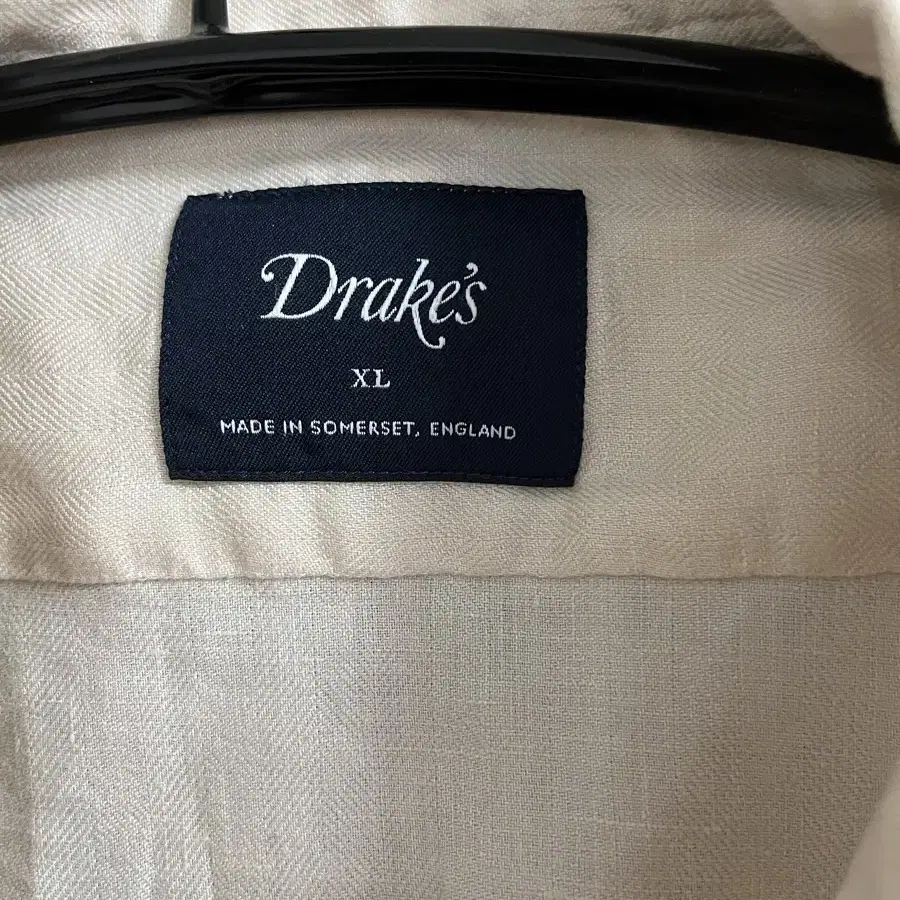 Drake's
XL
MADE IN SOMERSET, ENGLAND